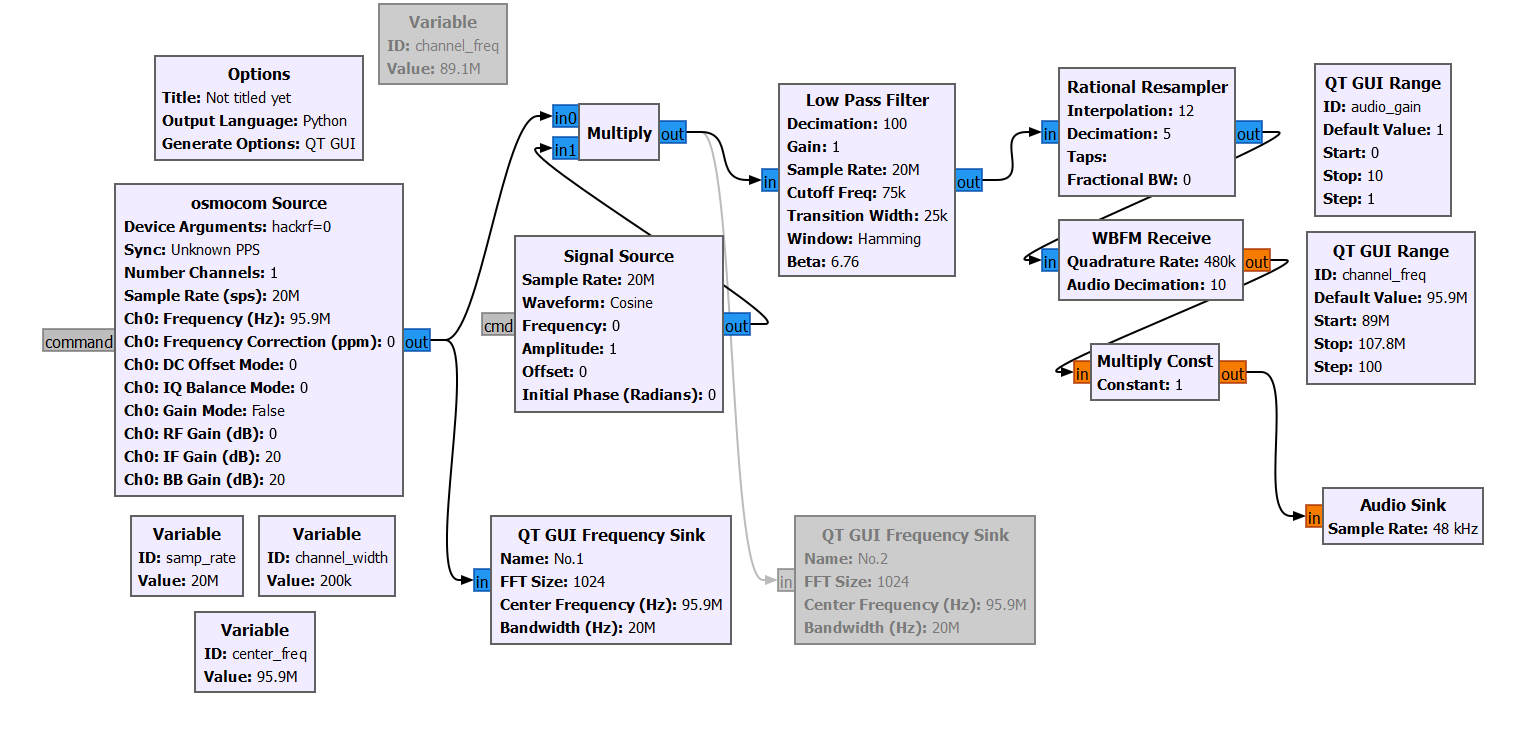 Variable
ID: channel_freq
Value: 89.1M
Options
Title: Not titled yet
Output Language: Python
Generate Options: QT GUI
osmocom Source
Device Arguments: hackrf=0
Sync: Unknown PPS
Number Channels: 1
Sample Rate (sps): 20M
Ch0: Frequency (Hz): 95.9M
Ch0: Frequency Correction (ppm): 0
Ch0: DC Offset Mode: 0
Ch0: IQ Balance Mode: 0
Ch0: Gain Mode: False
Ch0: RF Gain (dB): 0
Ch0: IF Gain (dB): 20
Ch0: BB Gain (dB): 20
command
out
Variable
ID: samp_rate
Value: 20M
Variable
ID: channel_width
Value: 200k
Variable
ID: center_freq
Value: 95.9M
in0
in1
Multiply
out
Signal Source
Sample Rate: 20M
Waveform: Cosine
Frequency: 0
Amplitude: 1
Offset: 0
Initial Phase (Radians): 0
cmd
out
in
QT GUI Frequency Sink
Name: No.1
FFT Size: 1024
Center Frequency (Hz): 95.9M
Bandwidth (Hz): 20M
in
QT GUI Frequency Sink
Name: No.2
FFT Size: 1024
Center Frequency (Hz): 95.9M
Bandwidth (Hz): 20M
in
Low Pass Filter
Decimation: 100
Gain: 1
Sample Rate: 20M
Cutoff Freq: 75k
Transition Width: 25k
Window: Hamming
Beta: 6.76
out
in
Rational Resampler
Interpolation: 12
Decimation: 5
Taps:
Fractional BW: 0
out
in
WBFM Receive
Quadrature Rate: 480k
Audio Decimation: 10
out
in
Multiply Const
Constant: 1
out
QT GUI Range
ID: audio_gain
Default Value: 1
Start: 0
Stop: 10
Step: 1
QT GUI Range
ID: channel_freq
Default Value: 95.9M
Start: 89M
Stop: 107.8M
Step: 100
in
Audio Sink
Sample Rate: 48 kHz